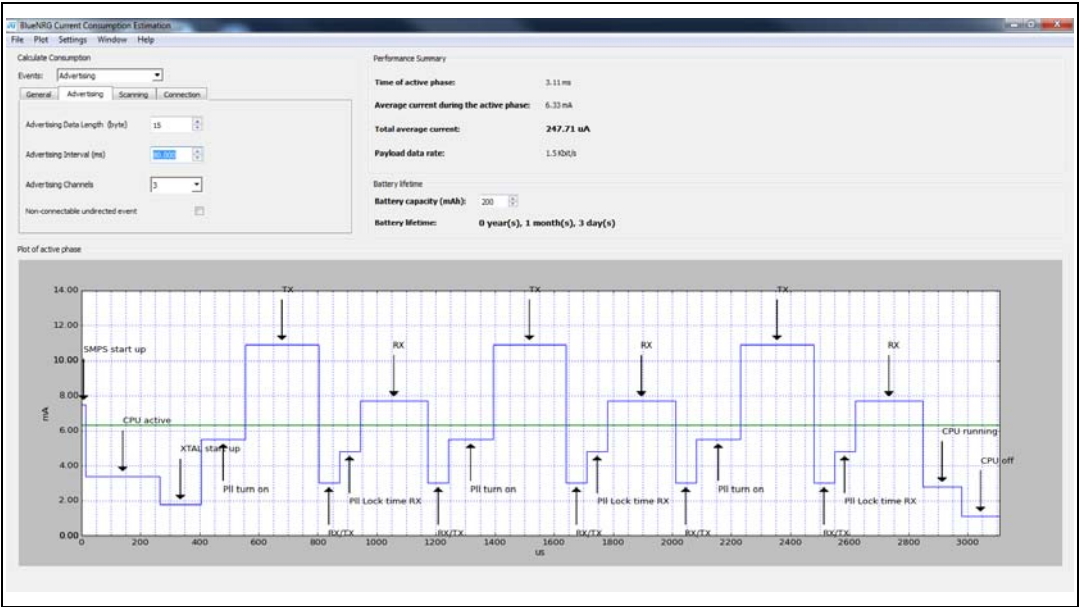 BlueNRG Current Consumption Estimation
File Plot Settings Window Help
Calculate Consumption
Events: Advertising
General Advertising Scanning Connection
Advertising Data Length (byte) 15
Advertising Interval (ms) 80.000
Advertising Channels 3
Non-connectable undirected event
Performance Summary
Time of active phase: 3.11 ms
Average current during the active phase: 6.33 mA
Total average current: 247.71 uA
Payload data rate: 1.5 Kbit/s
Battery lifetime
Battery capacity (mAh): 200
Battery lifetime: 0 year(s), 1 month(s), 3 day(s)
Plot of active phase
14.00
12.00
10.00
8.00
6.00
4.00
2.00
0.00
mA
TX TX TX
SMPS start up RX RX RX
CPU active CPU running
XTAL start up CPU off
Pll turn on Pll turn on Pll turn on
Pll Lock time RX Pll Lock time RX Pll Lock time RX
RX/TX RX/TX RX/TX RX/TX RX/TX
0 200 400 600 800 1000 1200 1400 1600 1800 2000 2200 2400 2600 2800 3000
us